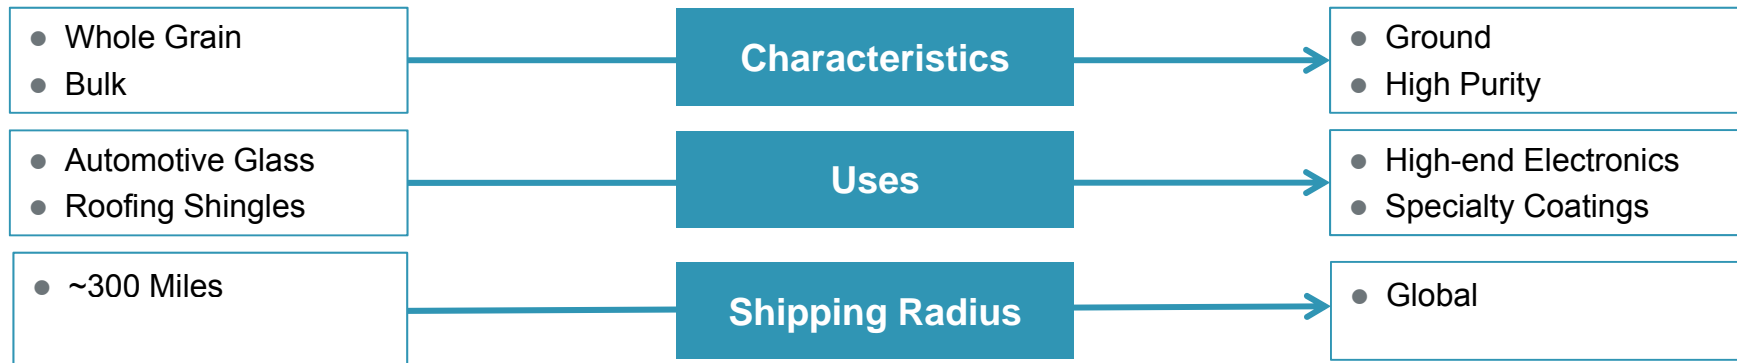 ● Whole Grain
● Bulk
Characteristics
● Ground
● High Purity
● Automotive Glass
● Roofing Shingles
Uses
● High-end Electronics
● Specialty Coatings
● ~300 Miles
Shipping Radius
● Global